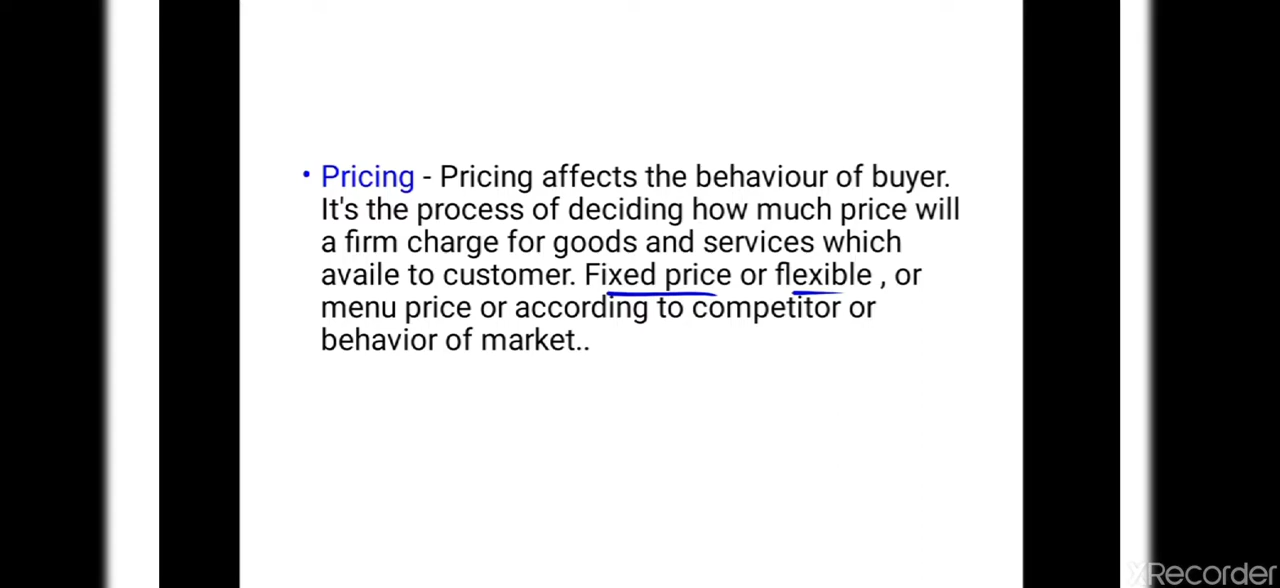 • Pricing - Pricing affects the behaviour of buyer.
It's the process of deciding how much price will
a firm charge for goods and services which
availe to customer. Fixed price or flexible , or
menu price or according to competitor or
behavior of market..
XRecorder